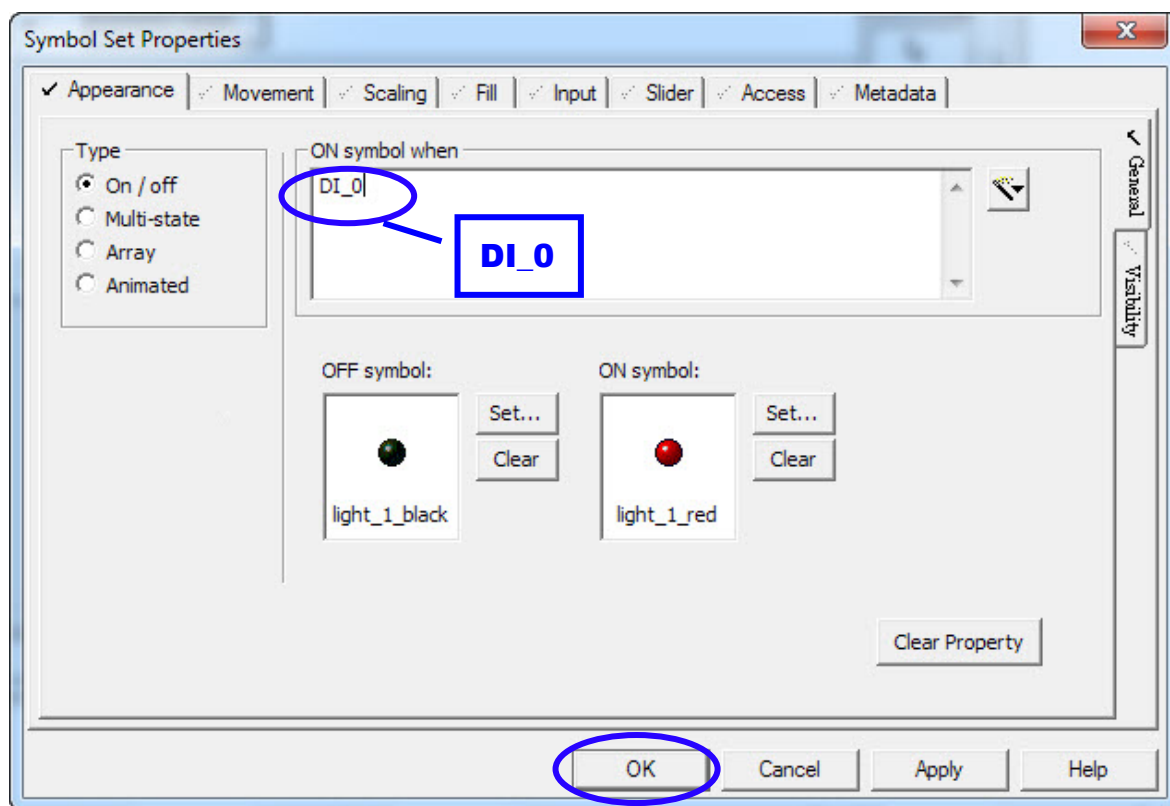 Symbol Set Properties
Appearance Movement Scaling Fill Input Slider Access Metadata
General
Visibility
Type
On / off
Multi-state
Array
Animated
ON symbol when
DI_0
DI_0
OFF symbol:
light_1_black
Set...
Clear
ON symbol:
light_1_red
Set...
Clear
Clear Property
OK Cancel Apply Help